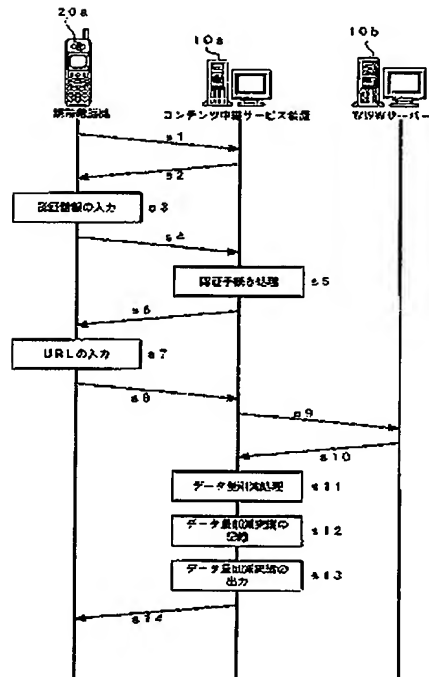 20a
10a
10b
携帯電話機
コンテンツ中継サービス装置
WWWサーバー
s1
s2
認証情報の入力
s3
s4
認証手続き処理
s5
s6
URLの入力
s7
s8
s9
s10
データ量削減処理
s11
データ量削減実績の
記録
s12
データ量削減実績の
出力
s13
s14